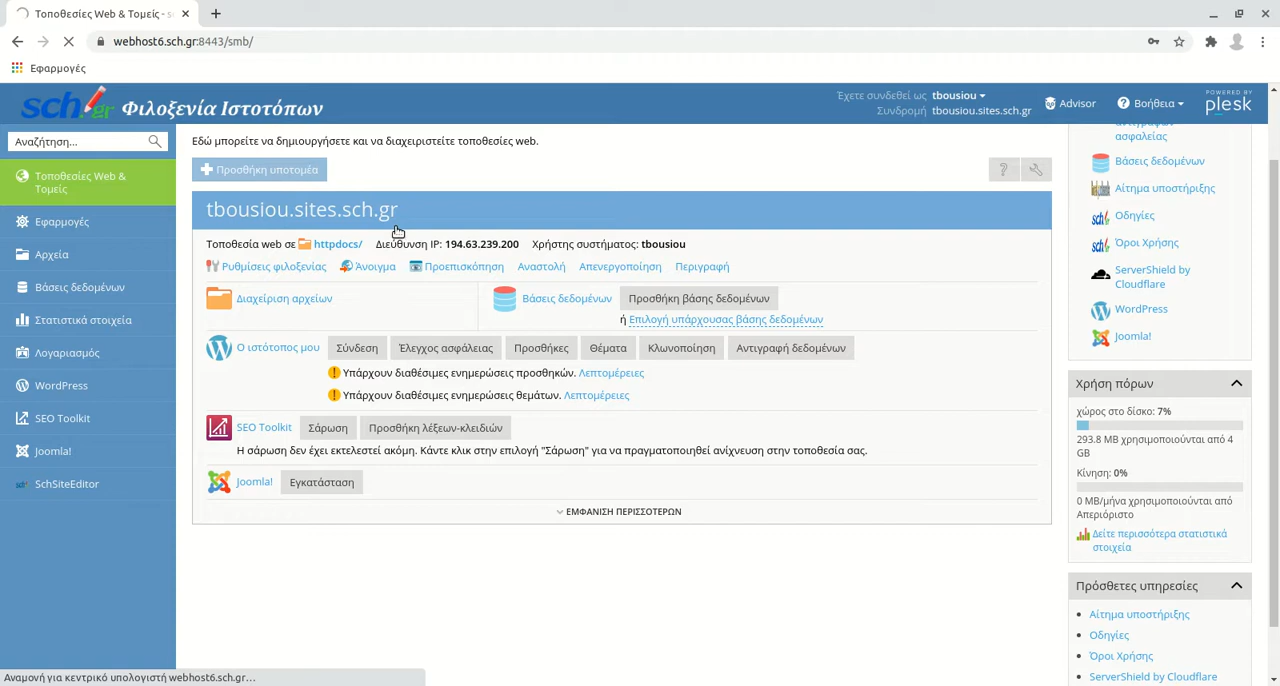 Τοποθεσίες Web & Τομείς - s
webhost6.sch.gr:8443/smb/
Εφαρμογές
sch.gr Φιλοξενία Ιστοτόπων
Έχετε συνδεθεί ως tbousiou
Συνδρομή tbousiou.sites.sch.gr
Advisor
Βοήθεια
POWERED BY
plesk
Αναζήτηση...
Τοποθεσίες Web &
Τομείς
Εφαρμογές
Αρχεία
Βάσεις δεδομένων
Στατιστικά στοιχεία
Λογαριασμός
WordPress
SEO Toolkit
Joomla!
SchSiteEditor
Εδώ μπορείτε να δημιουργήσετε και να διαχειριστείτε τοποθεσίες web.
Προσθήκη υποτομέα
?
tbousiou.sites.sch.gr
Τοποθεσία web σε httpdocs/ Διεύθυνση IP: 194.63.239.200 Χρήστης συστήματος: tbousiou
Ρυθμίσεις φιλοξενίας Άνοιγμα Προεπισκόπηση Αναστολή Απενεργοποίηση Περιγραφή
Διαχείριση αρχείων
Βάσεις δεδομένων Προσθήκη βάσης δεδομένων
ή Επιλογή υπάρχουσας βάσης δεδομένων
Ο ιστότοπος μου Σύνδεση Έλεγχος ασφάλειας Προσθήκες Θέματα Κλωνοποίηση Αντιγραφή δεδομένων
Υπάρχουν διαθέσιμες ενημερώσεις προσθηκών. Λεπτομέρειες
Υπάρχουν διαθέσιμες ενημερώσεις θεμάτων. Λεπτομέρειες
SEO Toolkit Σάρωση Προσθήκη λέξεων-κλειδιών
Η σάρωση δεν έχει εκτελεστεί ακόμη. Κάντε κλικ στην επιλογή "Σάρωση" για να πραγματοποιηθεί ανίχνευση στην τοποθεσία σας.
Joomla! Εγκατάσταση
ΕΜΦΑΝΙΣΗ ΠΕΡΙΣΣΟΤΕΡΩΝ
ασφαλείας
Βάσεις δεδομένων
Αίτημα υποστήριξης
Οδηγίες
Όροι Χρήσης
ServerShield by
Cloudflare
WordPress
Joomla!
Χρήση πόρων
χώρος στο δίσκο: 7%
293.8 MB χρησιμοποιούνται από 4
GB
Κίνηση: 0%
0 MB/μήνα χρησιμοποιούνται από
Απεριόριστο
Δείτε περισσότερα στατιστικά
στοιχεία
Πρόσθετες υπηρεσίες
Αίτημα υποστήριξης
Οδηγίες
Όροι Χρήσης
ServerShield by Cloudflare
Αναμονή για κεντρικό υπολογιστή webhost6.sch.gr…